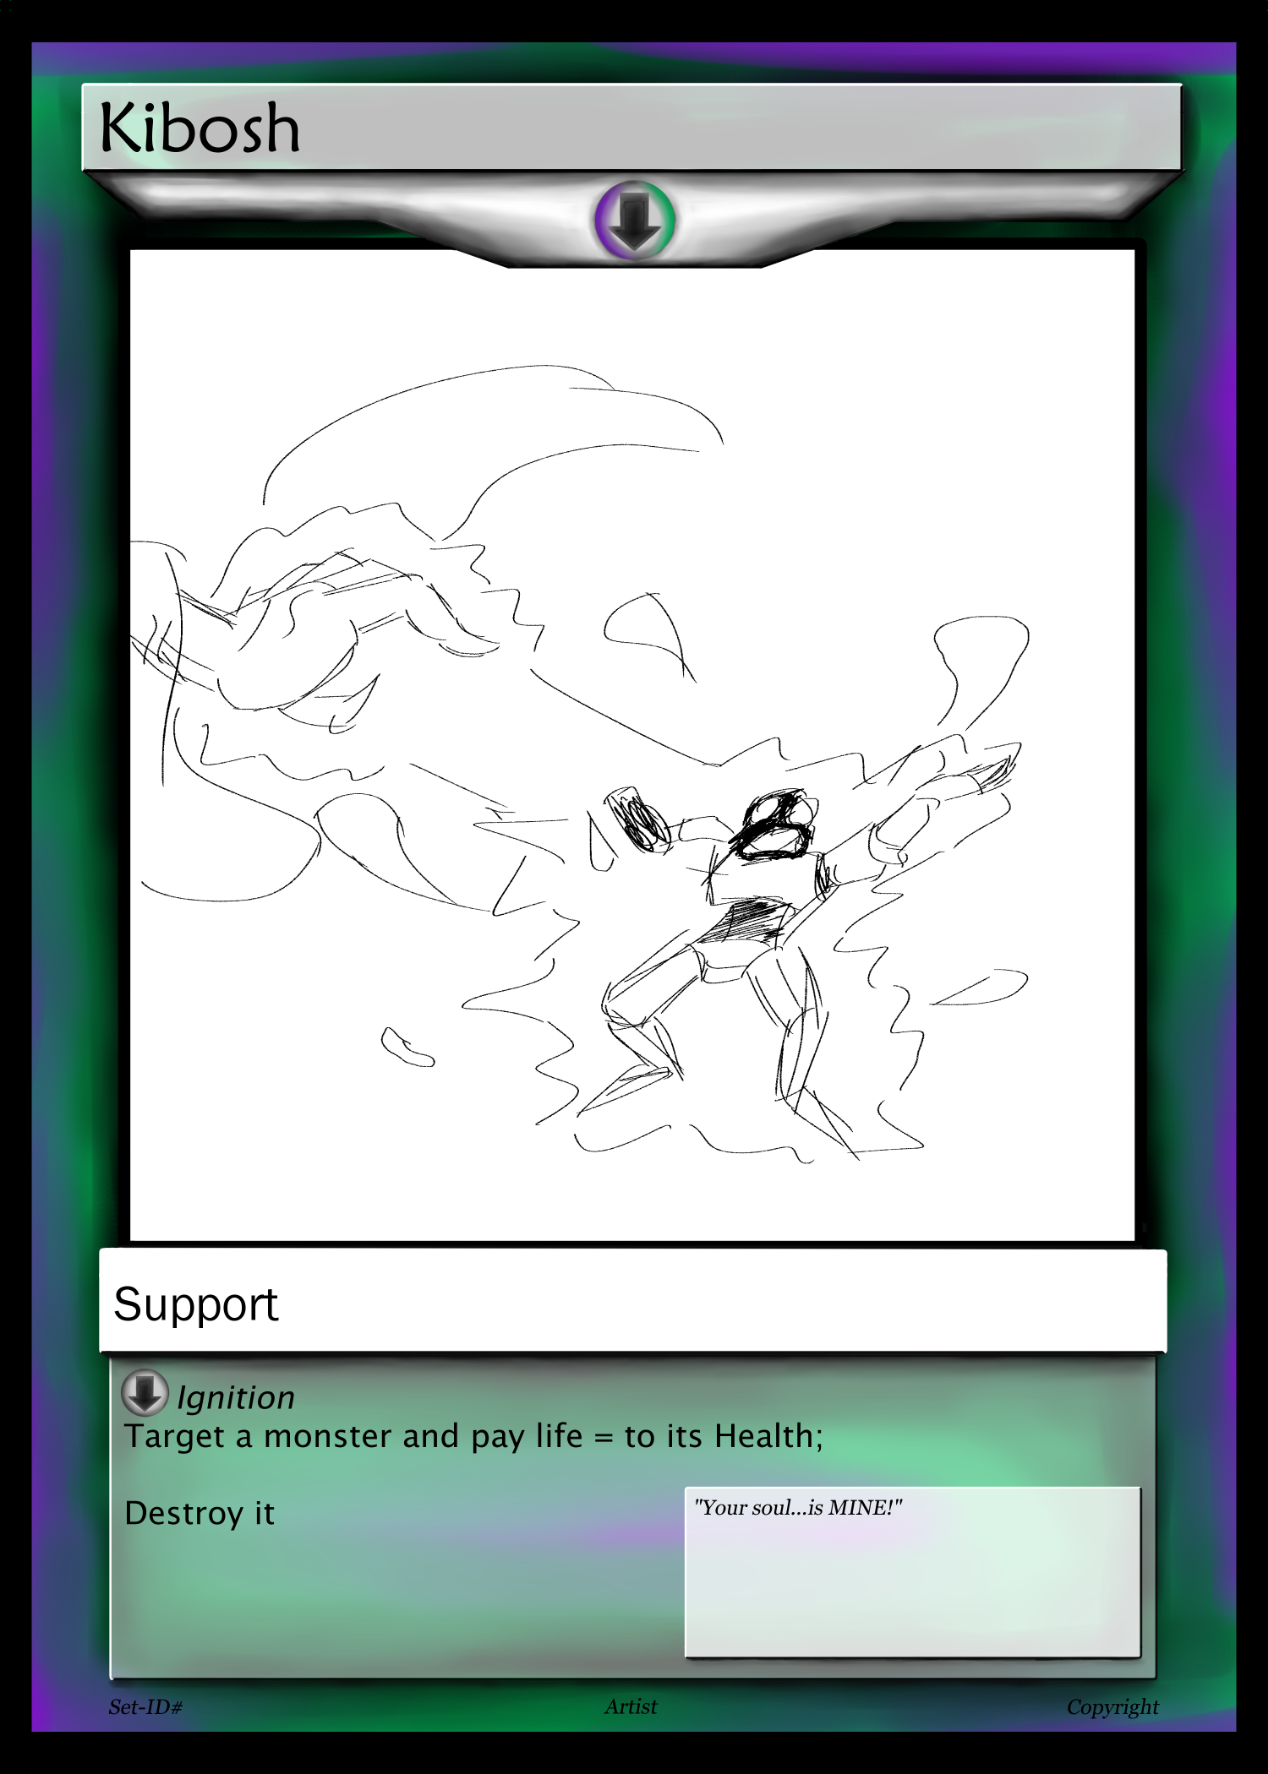 Kibosh
Support
Ignition
Target a monster and pay life = to its Health;
Destroy it
"Your soul...is MINE!"
Set-ID#
Artist
Copyright